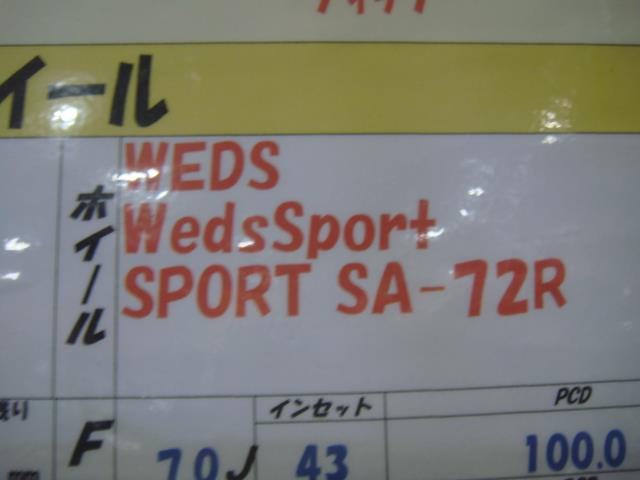 イール
ホイール
WEDS
WedsSport
SPORT SA-72R
インセット
PCD
F
7.0J
43
100.0
mm